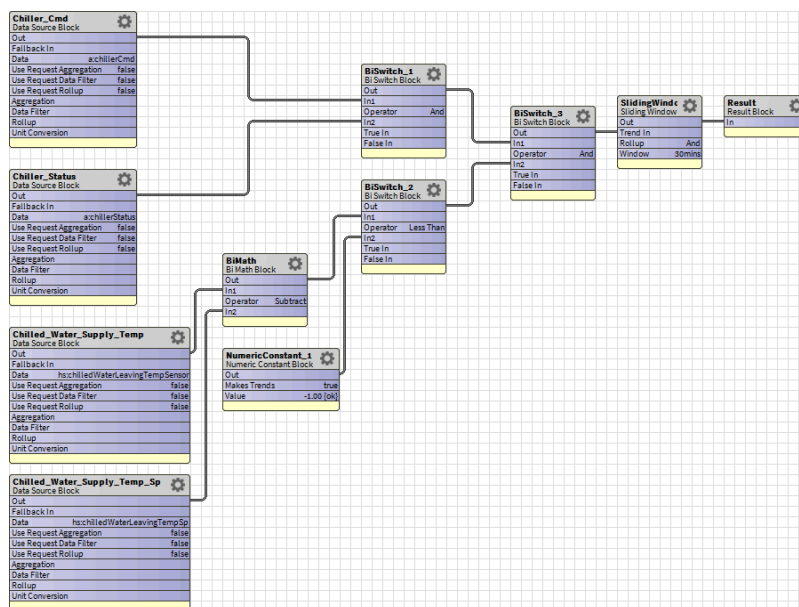 Chiller_Cmd
Data Source Block
Out
Fallback In
Data a:chillerCmd
Use Request Aggregation false
Use Request Data Filter false
Use Request Rollup false
Aggregation
Data Filter
Rollup
Unit Conversion
Chiller_Status
Data Source Block
Out
Fallback In
Data a:chillerStatus
Use Request Aggregation false
Use Request Data Filter false
Use Request Rollup false
Aggregation
Data Filter
Rollup
Unit Conversion
Chilled_Water_Supply_Temp
Data Source Block
Out
Fallback In
Data hs:chilledWaterLeavingTempSensor
Use Request Aggregation false
Use Request Data Filter false
Use Request Rollup false
Aggregation
Data Filter
Rollup
Unit Conversion
Chilled_Water_Supply_Temp_Sp
Data Source Block
Out
Fallback In
Data hs:chilledWaterLeavingTempSp
Use Request Aggregation false
Use Request Data Filter false
Use Request Rollup false
Aggregation
Data Filter
Rollup
Unit Conversion
BiMath
Bi Math Block
Out
In1
Operator Subtract
In2
NumericConstant_1
Numeric Constant Block
Out
Makes Trends true
Value -1.00 {ok}
BiSwitch_1
Bi Switch Block
Out
In1
Operator And
In2
True In
False In
BiSwitch_2
Bi Switch Block
Out
In1
Operator Less Than
In2
True In
False In
BiSwitch_3
Bi Switch Block
Out
In1
Operator And
In2
True In
False In
SlidingWindo
Sliding Window
Out
Trend In
Rollup And
Window 30mins
Result
Result Block
In